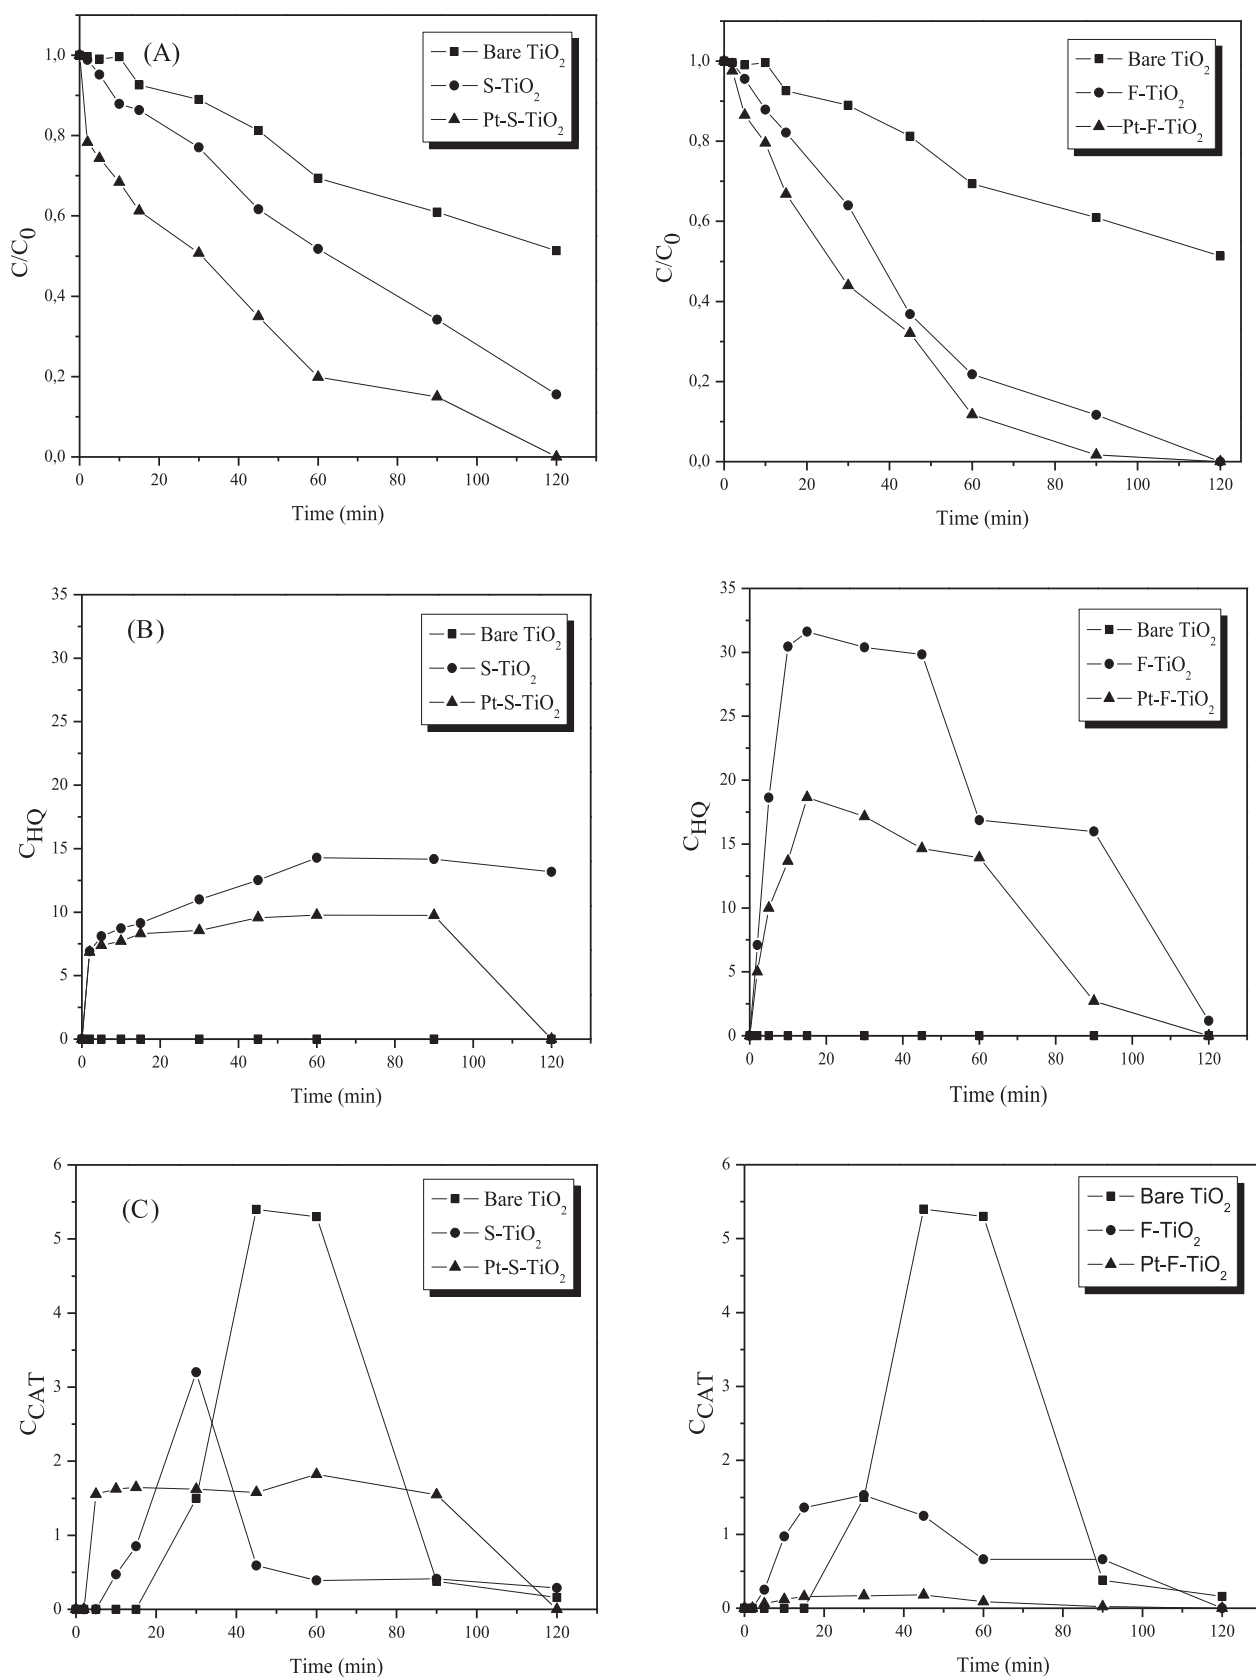 (A)
Bare TiO2
S-TiO2
Pt-S-TiO2
1,0
0,8
0,6
0,4
0,2
0,0
C/C0
0 20 40 60 80 100 120
Time (min)
Bare TiO2
F-TiO2
Pt-F-TiO2
1,0
0,8
0,6
0,4
0,2
0,0
C/C0
0 20 40 60 80 100 120
Time (min)
(B)
Bare TiO2
S-TiO2
Pt-S-TiO2
35
30
25
20
15
10
5
0
CHQ
0 20 40 60 80 100 120
Time (min)
Bare TiO2
F-TiO2
Pt-F-TiO2
35
30
25
20
15
10
5
0
CHQ
0 20 40 60 80 100 120
Time (min)
(C)
Bare TiO2
S-TiO2
Pt-S-TiO2
6
5
4
3
2
1
0
CCAT
0 20 40 60 80 100 120
Time (min)
Bare TiO2
F-TiO2
Pt-F-TiO2
6
5
4
3
2
1
0
CCAT
0 20 40 60 80 100 120
Time (min)